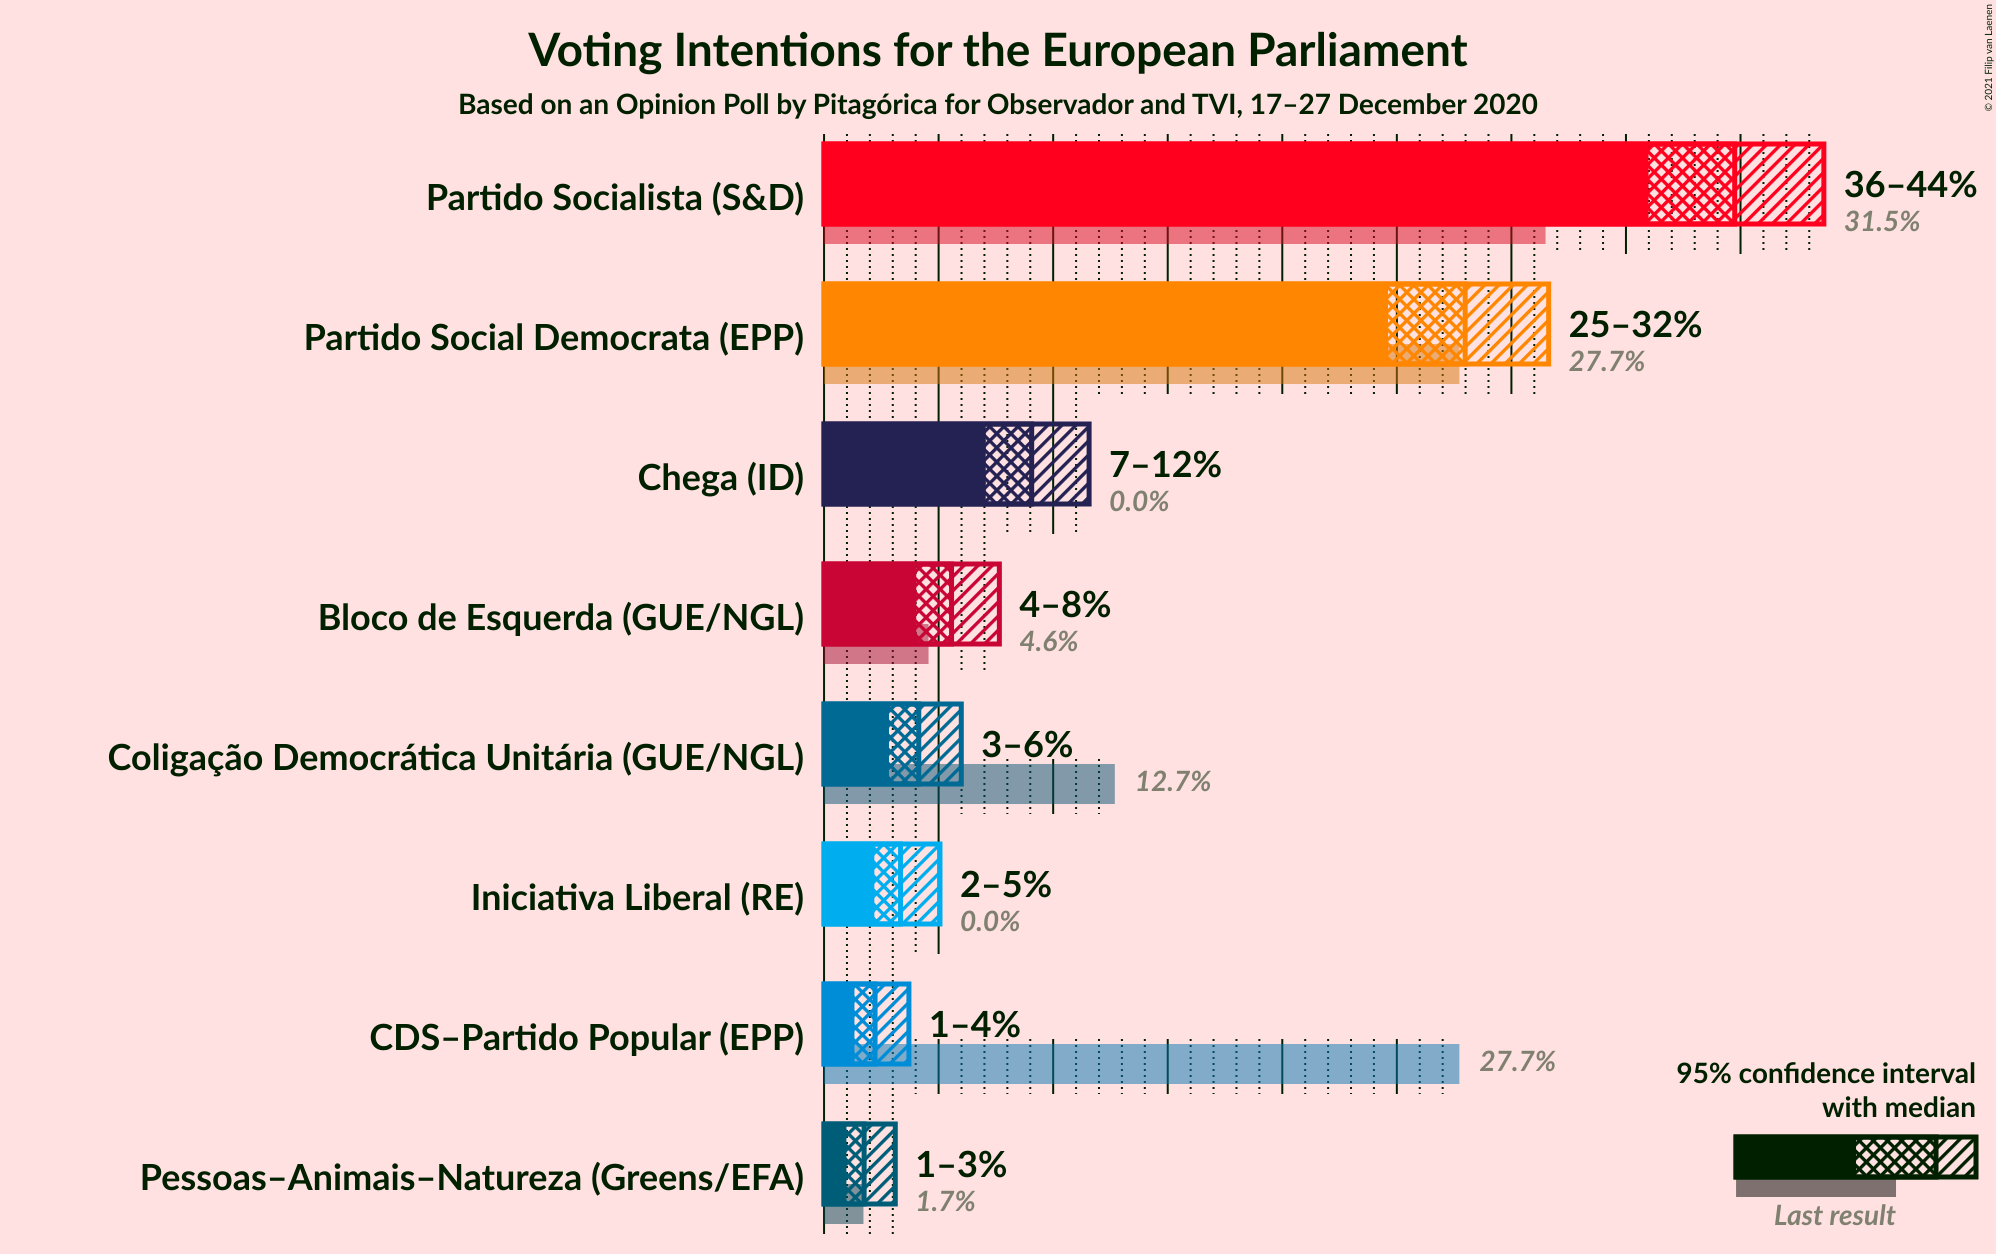 Voting Intentions for the European Parliament
Based on an Opinion Poll by Pitagórica for Observador and TVI, 17–27 December 2020
© 2021 Filip van Laenen
Partido Socialista (S&D)
36–44%
31.5%
Partido Social Democrata (EPP)
25–32%
27.7%
Chega (ID)
7–12%
0.0%
Bloco de Esquerda (GUE/NGL)
4–8%
4.6%
Coligação Democrática Unitária (GUE/NGL)
3–6%
12.7%
Iniciativa Liberal (RE)
2–5%
0.0%
CDS–Partido Popular (EPP)
1–4%
27.7%
Pessoas–Animais–Natureza (Greens/EFA)
1–3%
1.7%
95% confidence interval
with median
Last result